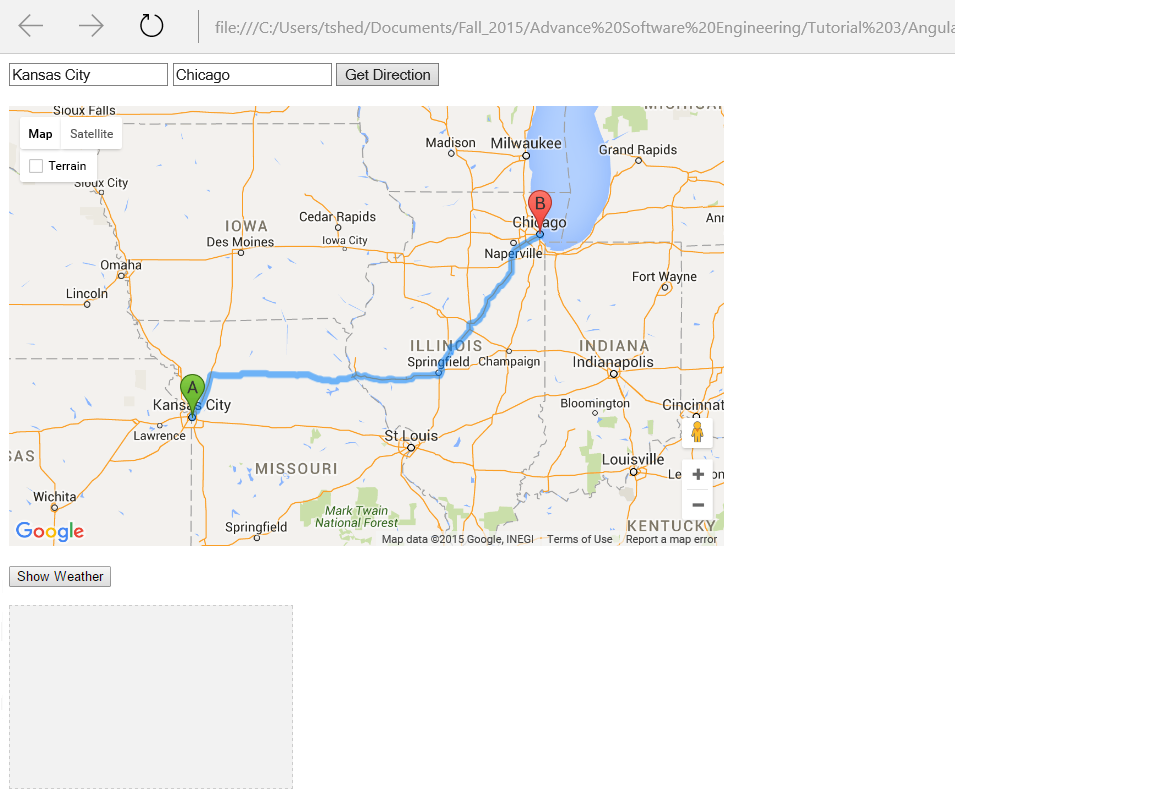 file:///C:/Users/tshed/Documents/Fall_2015/Advance%20Software%20Engineering/Tutorial%203/Angula
Kansas City Chicago Get Direction
Sioux Falls
Map Satellite
Terrain
Sioux City
Madison Milwaukee
Grand Rapids
IOWA
Cedar Rapids
Chicago
Ann
Des Moines Iowa City
Naperville
Omaha
Fort Wayne
Lincoln
ILLINOIS INDIANA
Springfield Champaign Indianapolis
A
B
Kansas City
Bloomington Cincinnat
Lawrence St Louis
SAS
MISSOURI
Louisville
Wichita
Mark Twain
National Forest
Springfield
KENTUCKY
Google
Map data ©2015 Google, INEGI Terms of Use Report a map error
Show Weather